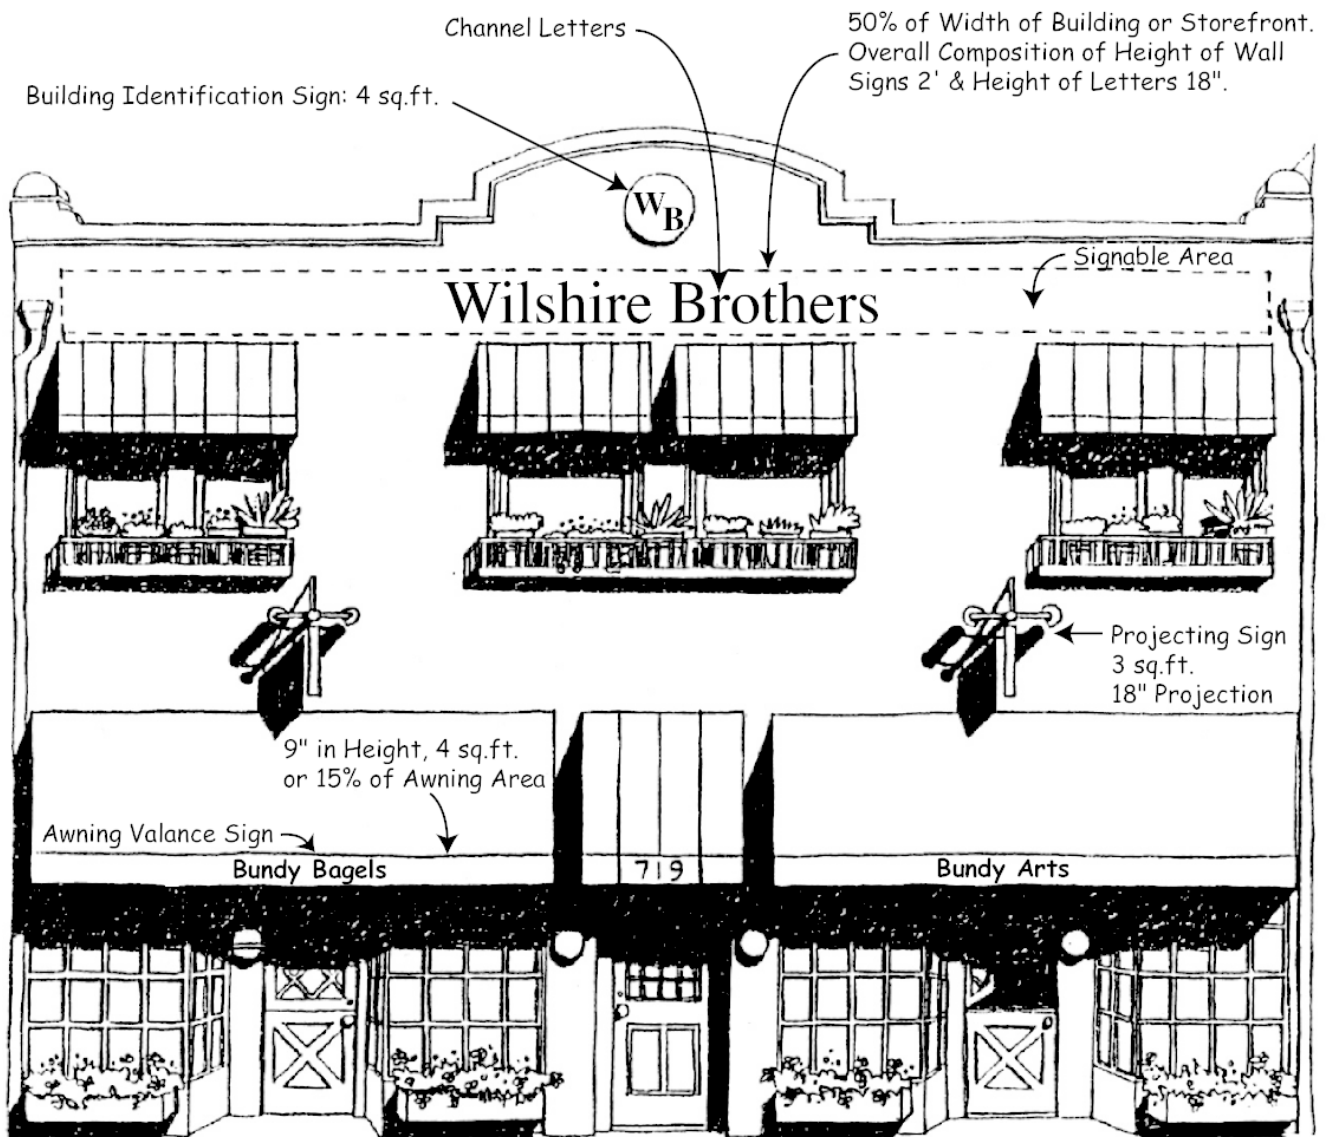 Channel Letters
50% of Width of Building or Storefront.
Overall Composition of Height of Wall
Signs 2' & Height of Letters 18".
Building Identification Sign: 4 sq.ft.
WB
Signable Area
Wilshire Brothers
Projecting Sign
3 sq.ft.
18" Projection
9" in Height, 4 sq.ft.
or 15% of Awning Area
Awning Valance Sign
Bundy Bagels
719
Bundy Arts